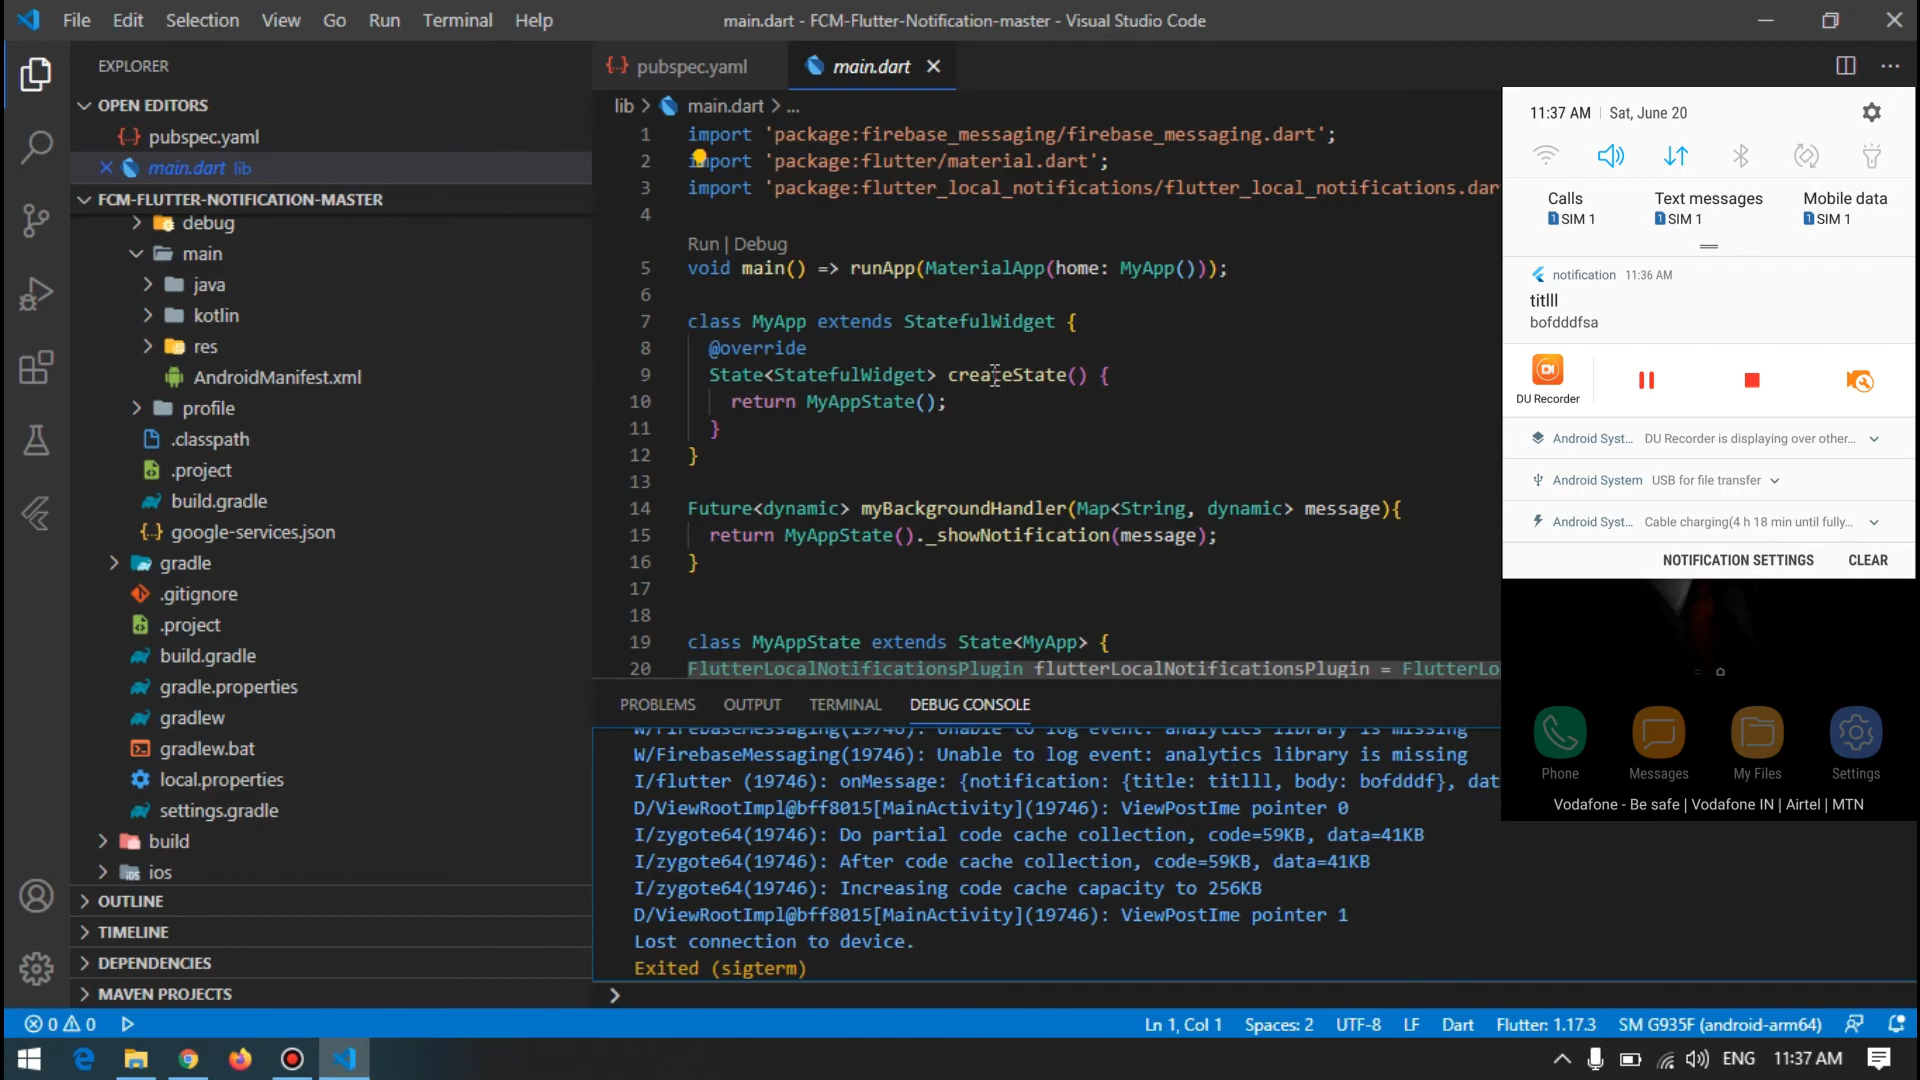 File Edit Selection View Go Run Terminal Help
main.dart - FCM-Flutter-Notification-master - Visual Studio Code
EXPLORER
OPEN EDITORS
{..} pubspec.yaml
main.dart lib
FCM-FLUTTER-NOTIFICATION-MASTER
debug
main
java
kotlin
res
AndroidManifest.xml
profile
.classpath
.project
build.gradle
{..} google-services.json
gradle
.gitignore
.project
build.gradle
gradle.properties
gradlew
gradlew.bat
local.properties
settings.gradle
build
ios
OUTLINE
TIMELINE
DEPENDENCIES
MAVEN PROJECTS
{..} pubspec.yaml
main.dart
lib > main.dart > ...
1 import 'package:firebase_messaging/firebase_messaging.dart';
2 import 'package:flutter/material.dart';
3 import 'package:flutter_local_notifications/flutter_local_notifications.dar
4
Run | Debug
5 void main() => runApp(MaterialApp(home: MyApp()));
6
7 class MyApp extends StatefulWidget {
8 @override
9 State<StatefulWidget> createState() {
10 return MyAppState();
11 }
12 }
13
14 Future<dynamic> myBackgroundHandler(Map<String, dynamic> message){
15 return MyAppState()._showNotification(message);
16 }
17
18
19 class MyAppState extends State<MyApp> {
20 FlutterLocalNotificationsPlugin flutterLocalNotificationsPlugin = FlutterLo
PROBLEMS OUTPUT TERMINAL DEBUG CONSOLE
W/FirebaseMessaging(19746): Unable to log event: analytics library is missing
W/FirebaseMessaging(19746): Unable to log event: analytics library is missing
I/flutter (19746): onMessage: {notification: {title: titlll, body: bofdddf}, dat
D/ViewRootImpl@bff8015[MainActivity](19746): ViewPostIme pointer 0
I/zygote64(19746): Do partial code cache collection, code=59KB, data=41KB
I/zygote64(19746): After code cache collection, code=59KB, data=41KB
I/zygote64(19746): Increasing code cache capacity to 256KB
D/ViewRootImpl@bff8015[MainActivity](19746): ViewPostIme pointer 1
Lost connection to device.
Exited (sigterm)
11:37 AM | Sat, June 20
Calls Text messages Mobile data
1 SIM 1 1 SIM 1 1 SIM 1
notification 11:36 AM
titlll
bofdddfsa
DU Recorder
Android Syst... DU Recorder is displaying over other...
Android System USB for file transfer
Android Syst... Cable charging(4 h 18 min until fully...
NOTIFICATION SETTINGS CLEAR
Phone Messages My Files Settings
Vodafone - Be safe | Vodafone IN | Airtel | MTN
0 0 Ln 1, Col 1 Spaces: 2 UTF-8 LF Dart Flutter: 1.17.3 SM G935F (android-arm64)
ENG 11:37 AM